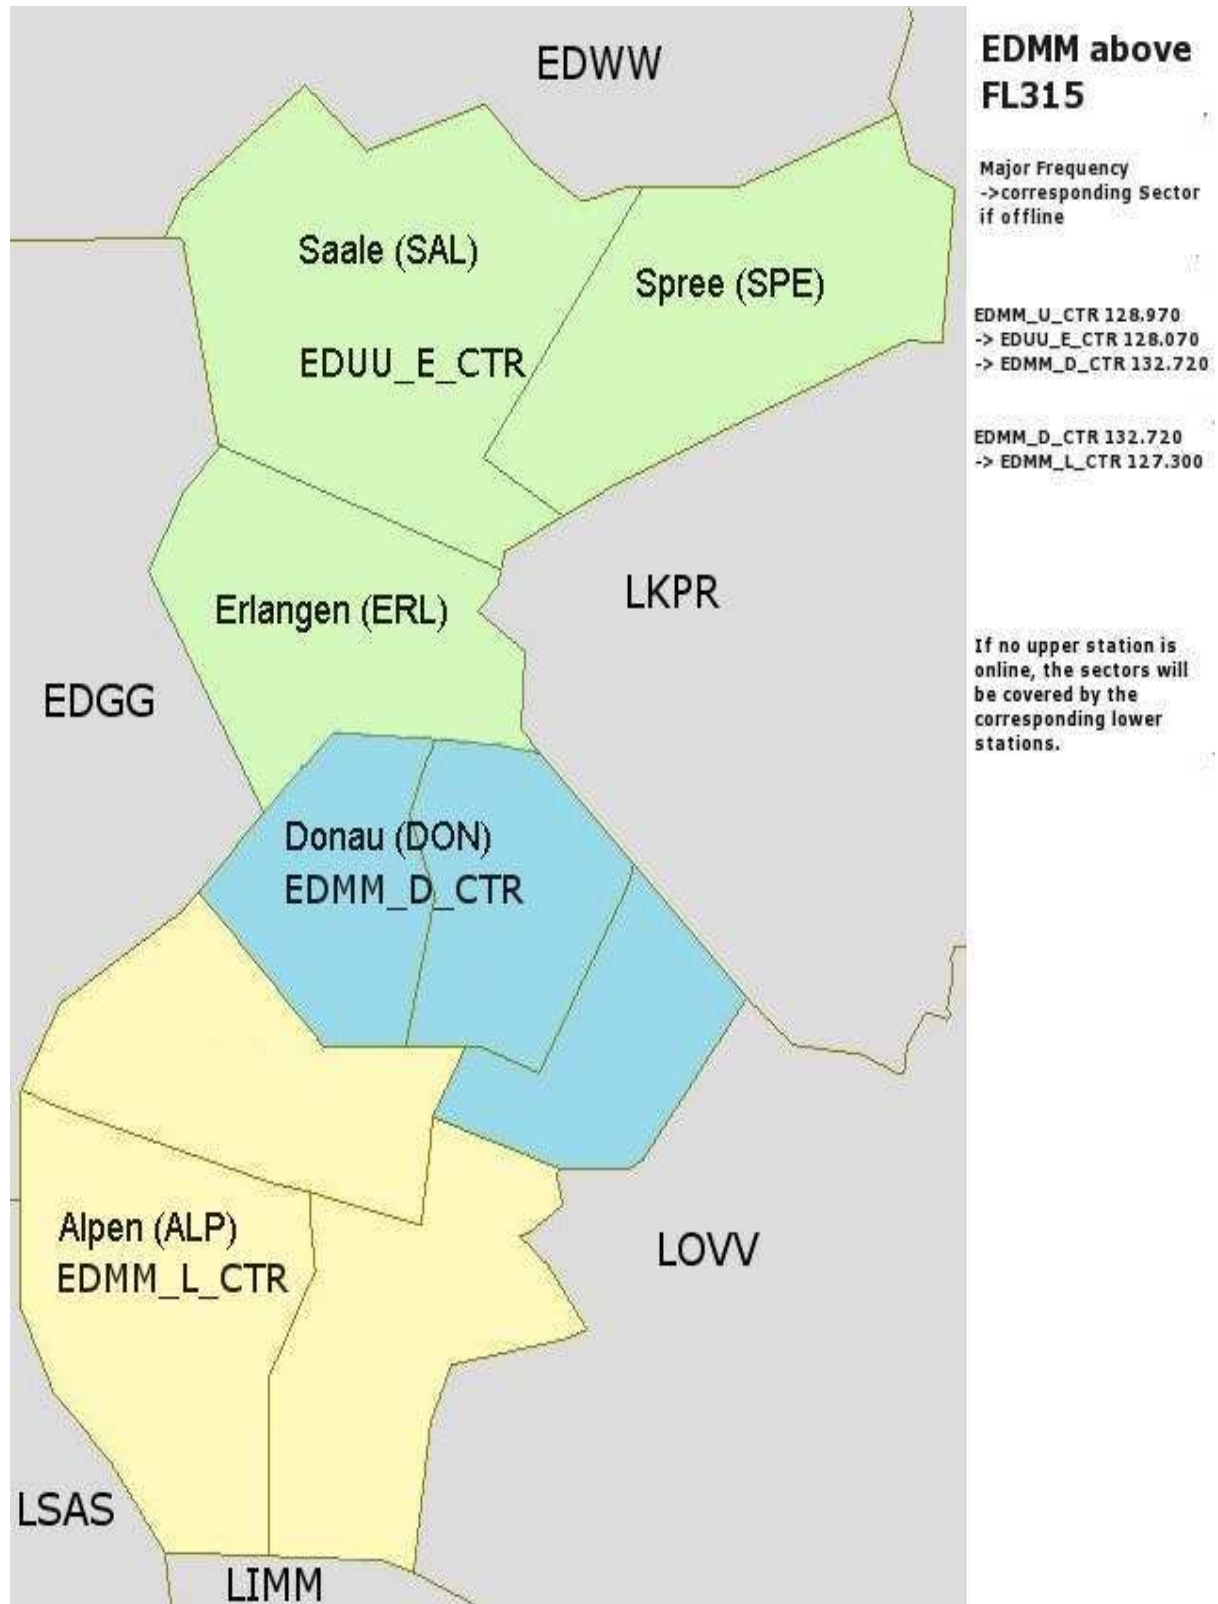 EDWW
EDMM above
FL315
Major Frequency
->corresponding Sector
if offline
Saale (SAL)
Spree (SPE)
EDUU_E_CTR
EDMM_U_CTR 128.970
-> EDUU_E_CTR 128.070
-> EDMM_D_CTR 132.720
EDMM_D_CTR 132.720
-> EDMM_L_CTR 127.300
Erlangen (ERL)
LKPR
EDGG
If no upper station is
online, the sectors will
be covered by the
corresponding lower
stations.
Donau (DON)
EDMM_D_CTR
Alpen (ALP)
EDMM_L_CTR
LOVV
LSAS
LIMM